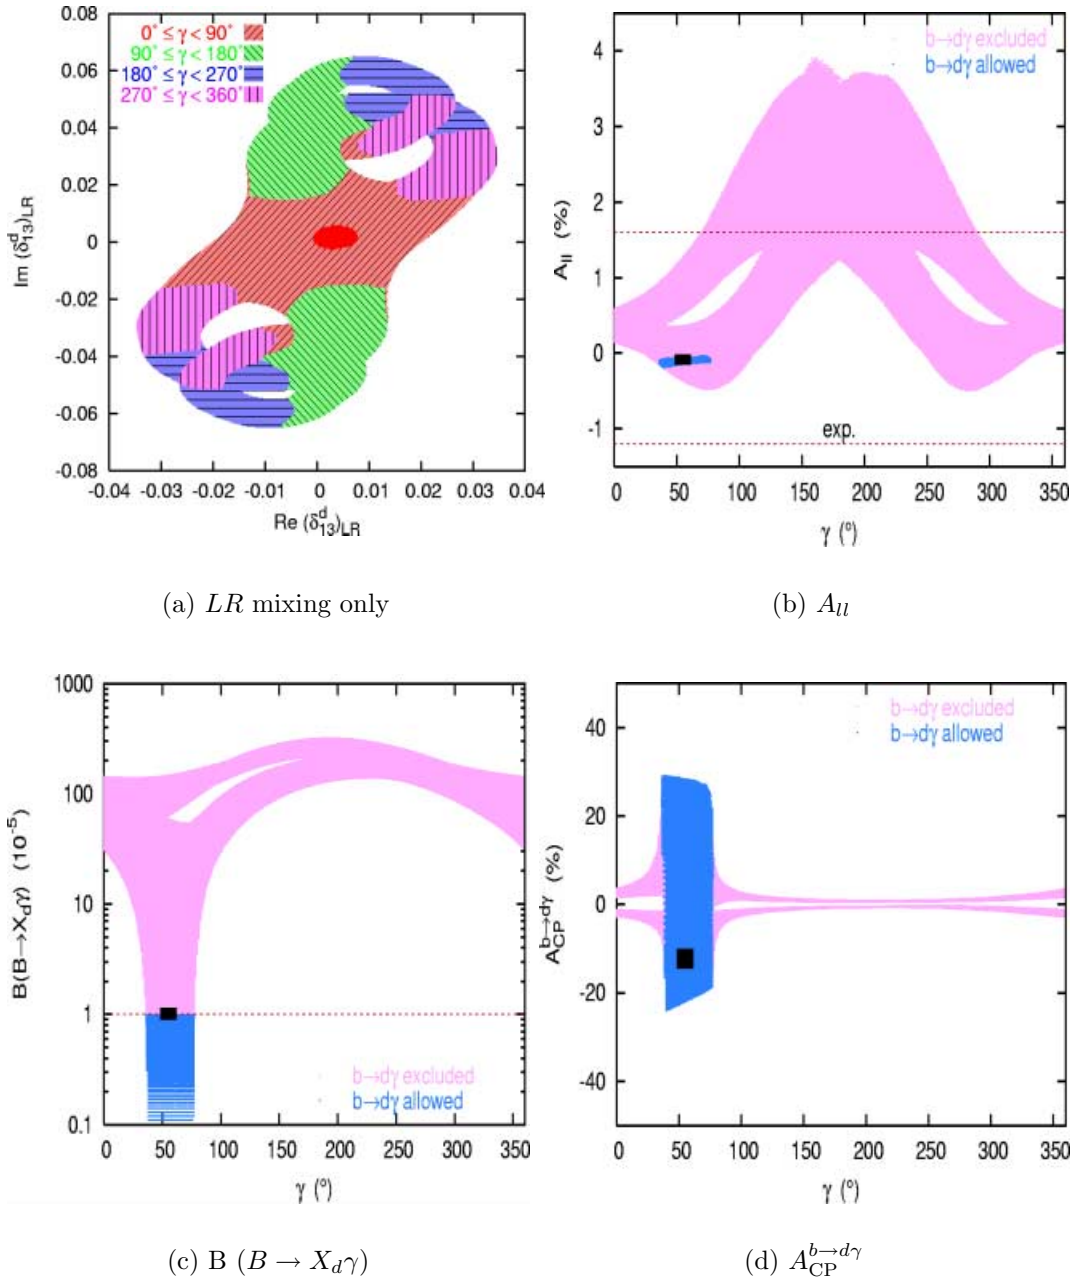 0° ≤ γ < 90°
90° ≤ γ < 180°
180° ≤ γ < 270°
270° ≤ γ < 360°
0.08
0.06
0.04
0.02
0
-0.02
-0.04
-0.06
-0.08
Im (δ^d_13)_LR
-0.04 -0.03 -0.02 -0.01 0 0.01 0.02 0.03 0.04
Re (δ^d_13)_LR
(a) LR mixing only
b→dγ excluded
b→dγ allowed
4
3
2
1
0
-1
A_ll (%)
exp.
0 50 100 150 200 250 300 350
γ (°)
(b) A_ll
1000
100
10
1
0.1
B(B→X_dγ) (10^-5)
b→dγ excluded
b→dγ allowed
0 50 100 150 200 250 300 350
γ (°)
(c) B (B → X_dγ)
b→dγ excluded
b→dγ allowed
40
20
0
-20
-40
A_CP^b→dγ (%)
0 50 100 150 200 250 300 350
γ (°)
(d) A_CP^b→dγ